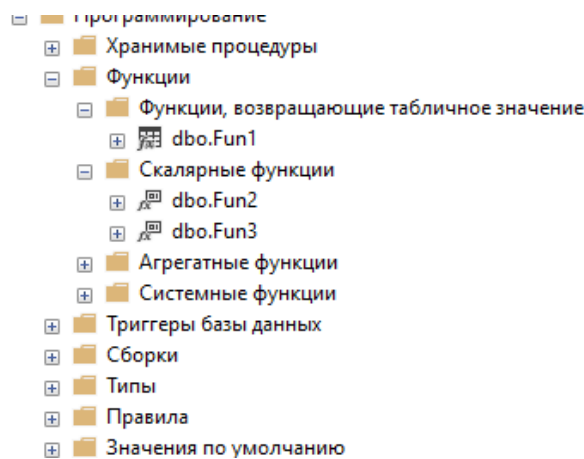 Программирование
Хранимые процедуры
Функции
Функции, возвращающие табличное значение
dbo.Fun1
Скалярные функции
dbo.Fun2
dbo.Fun3
Агрегатные функции
Системные функции
Триггеры базы данных
Сборки
Типы
Правила
Значения по умолчанию